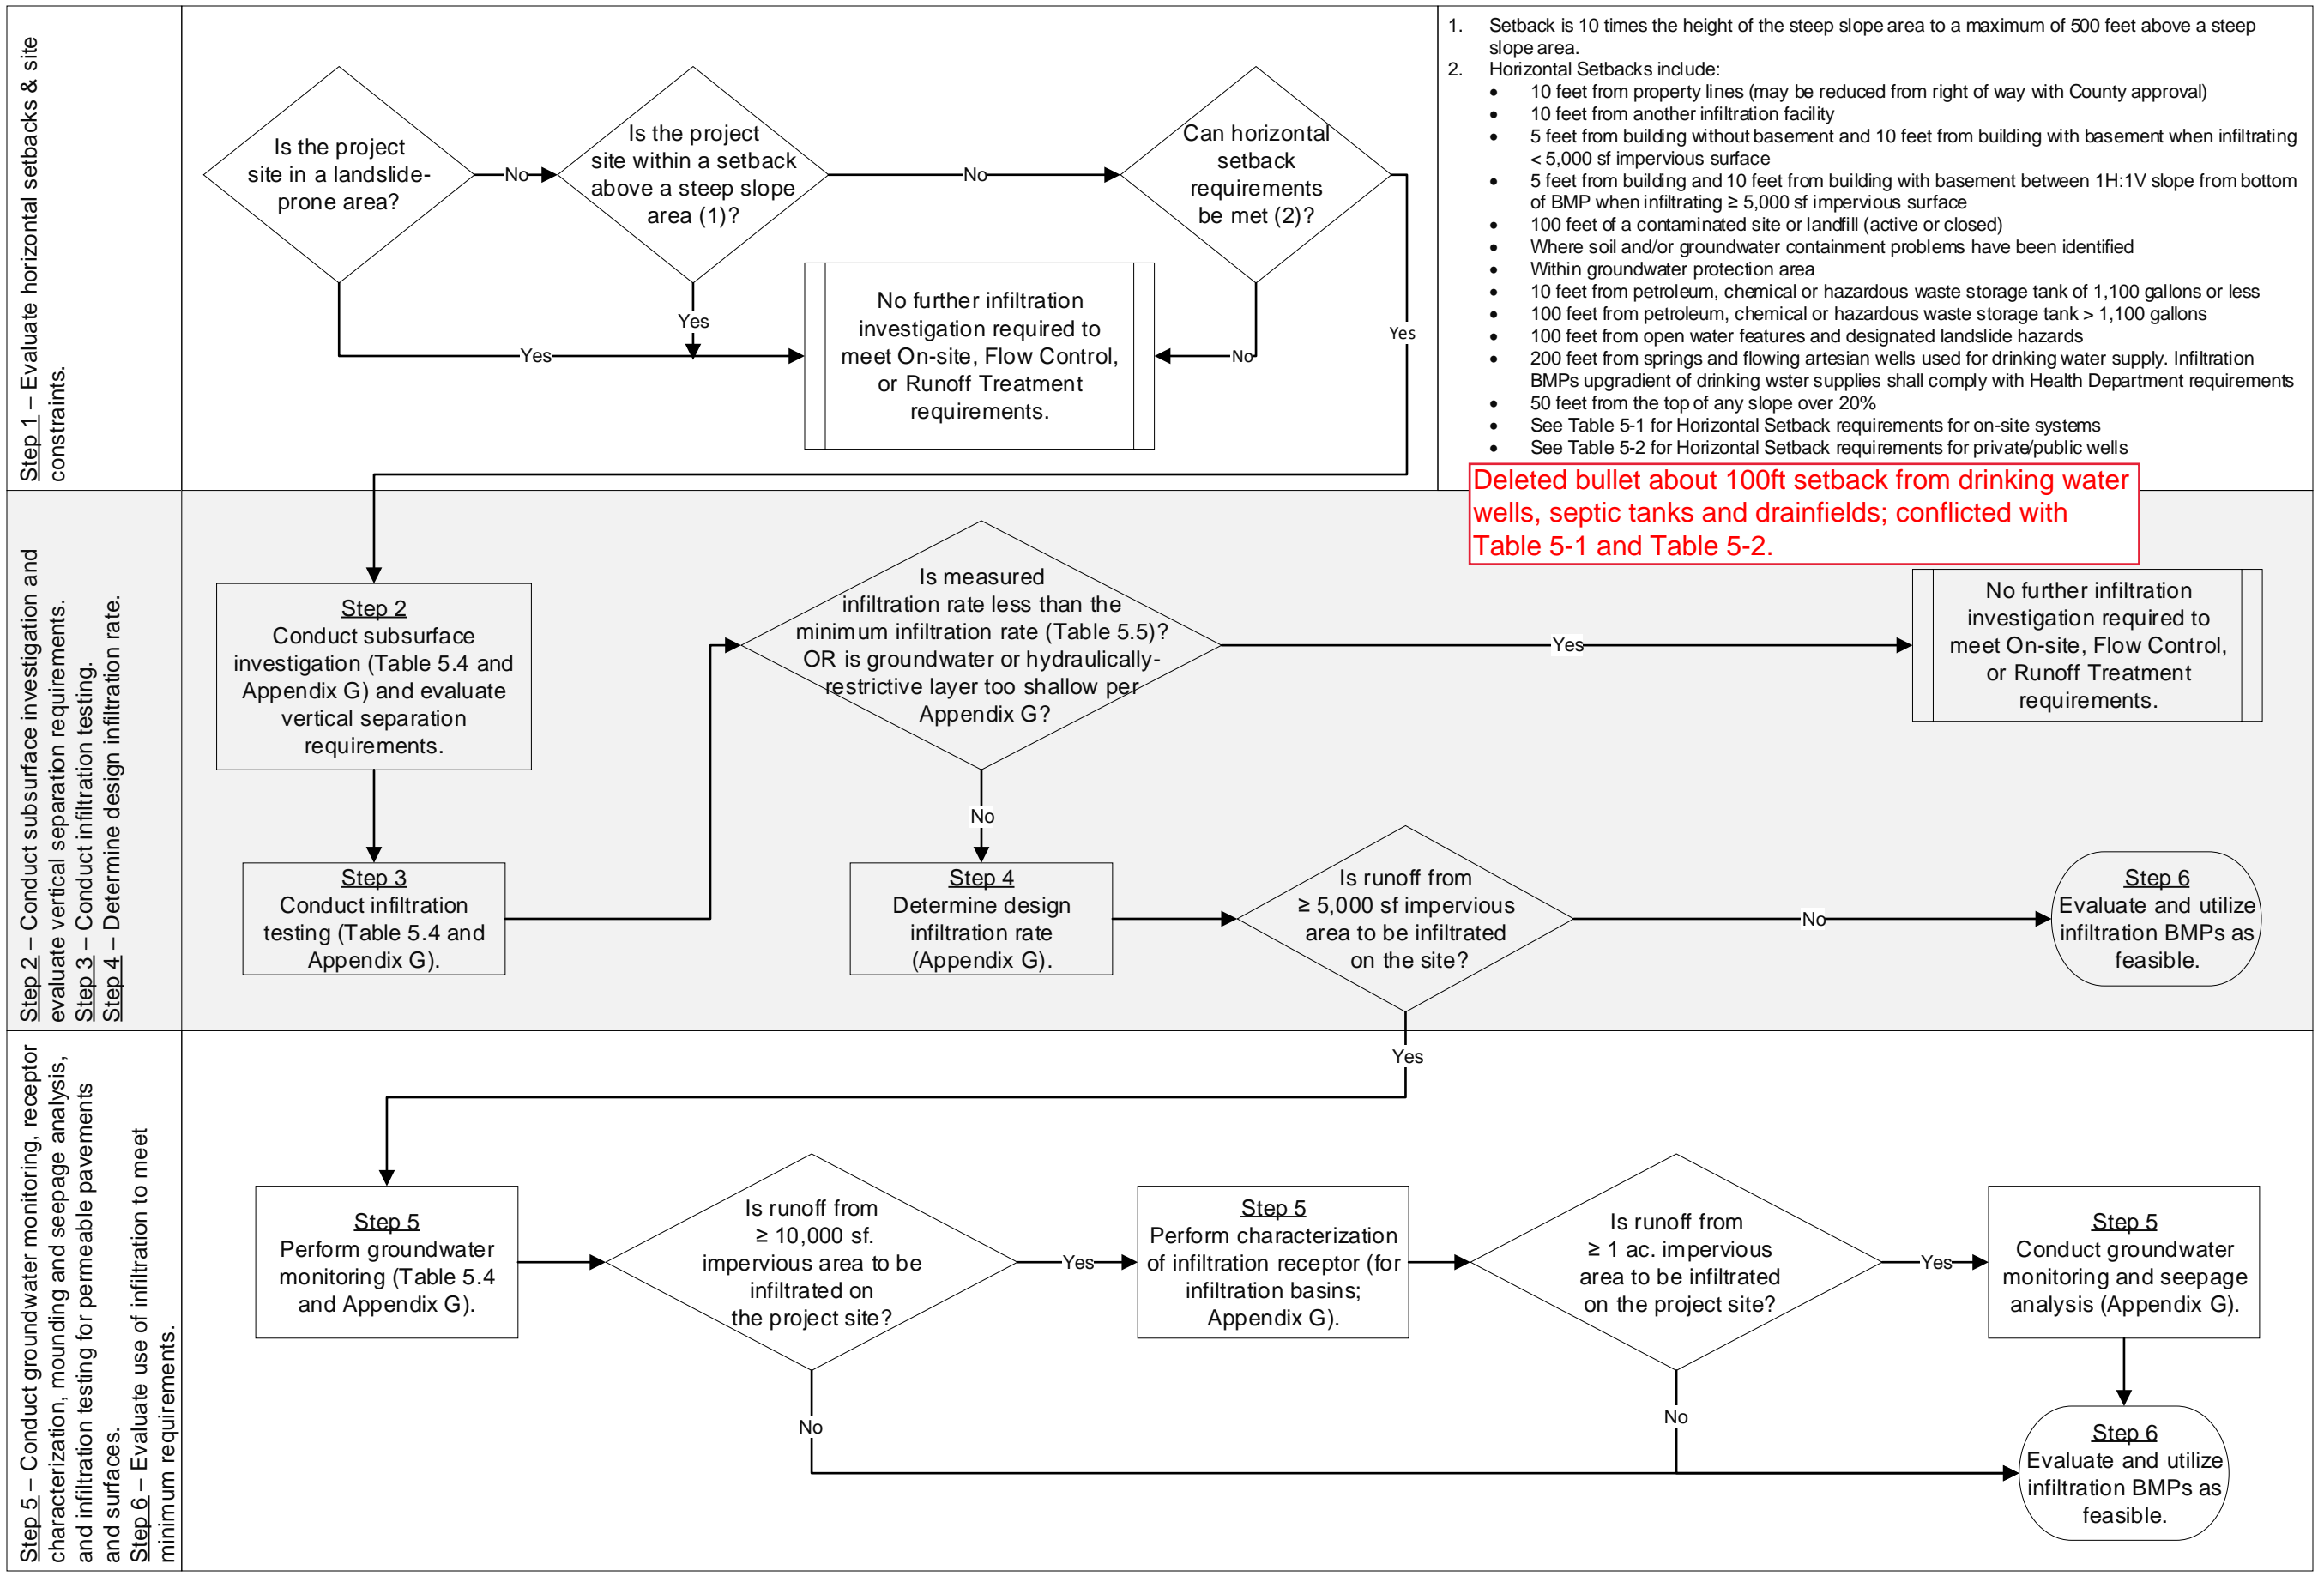 Step 1 – Evaluate horizontal setbacks & site
constraints.
Is the project
site in a landslide-
prone area?
No
Is the project
site within a setback
above a steep slope
area (1)?
No
Can horizontal
setback
requirements
be met (2)?
Yes
Yes
No
Yes
No further infiltration
investigation required to
meet On-site, Flow Control,
or Runoff Treatment
requirements.
1. Setback is 10 times the height of the steep slope area to a maximum of 500 feet above a steep
slope area.
2. Horizontal Setbacks include:
• 10 feet from property lines (may be reduced from right of way with County approval)
• 10 feet from another infiltration facility
• 5 feet from building without basement and 10 feet from building with basement when infiltrating
< 5,000 sf impervious surface
• 5 feet from building and 10 feet from building with basement between 1H:1V slope from bottom
of BMP when infiltrating ≥ 5,000 sf impervious surface
• 100 feet of a contaminated site or landfill (active or closed)
• Where soil and/or groundwater containment problems have been identified
• Within groundwater protection area
• 10 feet from petroleum, chemical or hazardous waste storage tank of 1,100 gallons or less
• 100 feet from petroleum, chemical or hazardous waste storage tank > 1,100 gallons
• 100 feet from open water features and designated landslide hazards
• 200 feet from springs and flowing artesian wells used for drinking water supply. Infiltration
BMPs upgradient of drinking wster supplies shall comply with Health Department requirements
• 50 feet from the top of any slope over 20%
• See Table 5-1 for Horizontal Setback requirements for on-site systems
• See Table 5-2 for Horizontal Setback requirements for private/public wells
Deleted bullet about 100ft setback from drinking water
wells, septic tanks and drainfields; conflicted with
Table 5-1 and Table 5-2.
Step 2 – Conduct subsurface investigation and
evaluate vertical separation requirements.
Step 3 – Conduct infiltration testing.
Step 4 – Determine design infiltration rate.
Step 2
Conduct subsurface
investigation (Table 5.4 and
Appendix G) and evaluate
vertical separation
requirements.
Step 3
Conduct infiltration
testing (Table 5.4 and
Appendix G).
Is measured
infiltration rate less than the
minimum infiltration rate (Table 5.5)?
OR is groundwater or hydraulically-
restrictive layer too shallow per
Appendix G?
Yes
No further infiltration
investigation required to
meet On-site, Flow Control,
or Runoff Treatment
requirements.
No
Step 4
Determine design
infiltration rate
(Appendix G).
Is runoff from
≥ 5,000 sf impervious
area to be infiltrated
on the site?
No
Step 6
Evaluate and utilize
infiltration BMPs as
feasible.
Yes
Step 5 – Conduct groundwater monitoring, receptor
characterization, mounding and seepage analysis,
and infiltration testing for permeable pavements
and surfaces.
Step 6 – Evaluate use of infiltration to meet
minimum requirements.
Step 5
Perform groundwater
monitoring (Table 5.4
and Appendix G).
Is runoff from
≥ 10,000 sf.
impervious area to be
infiltrated on
the project site?
Yes
Step 5
Perform characterization
of infiltration receptor (for
infiltration basins;
Appendix G).
Is runoff from
≥ 1 ac. impervious
area to be infiltrated
on the project site?
Yes
Step 5
Conduct groundwater
monitoring and seepage
analysis (Appendix G).
No
No
Step 6
Evaluate and utilize
infiltration BMPs as
feasible.